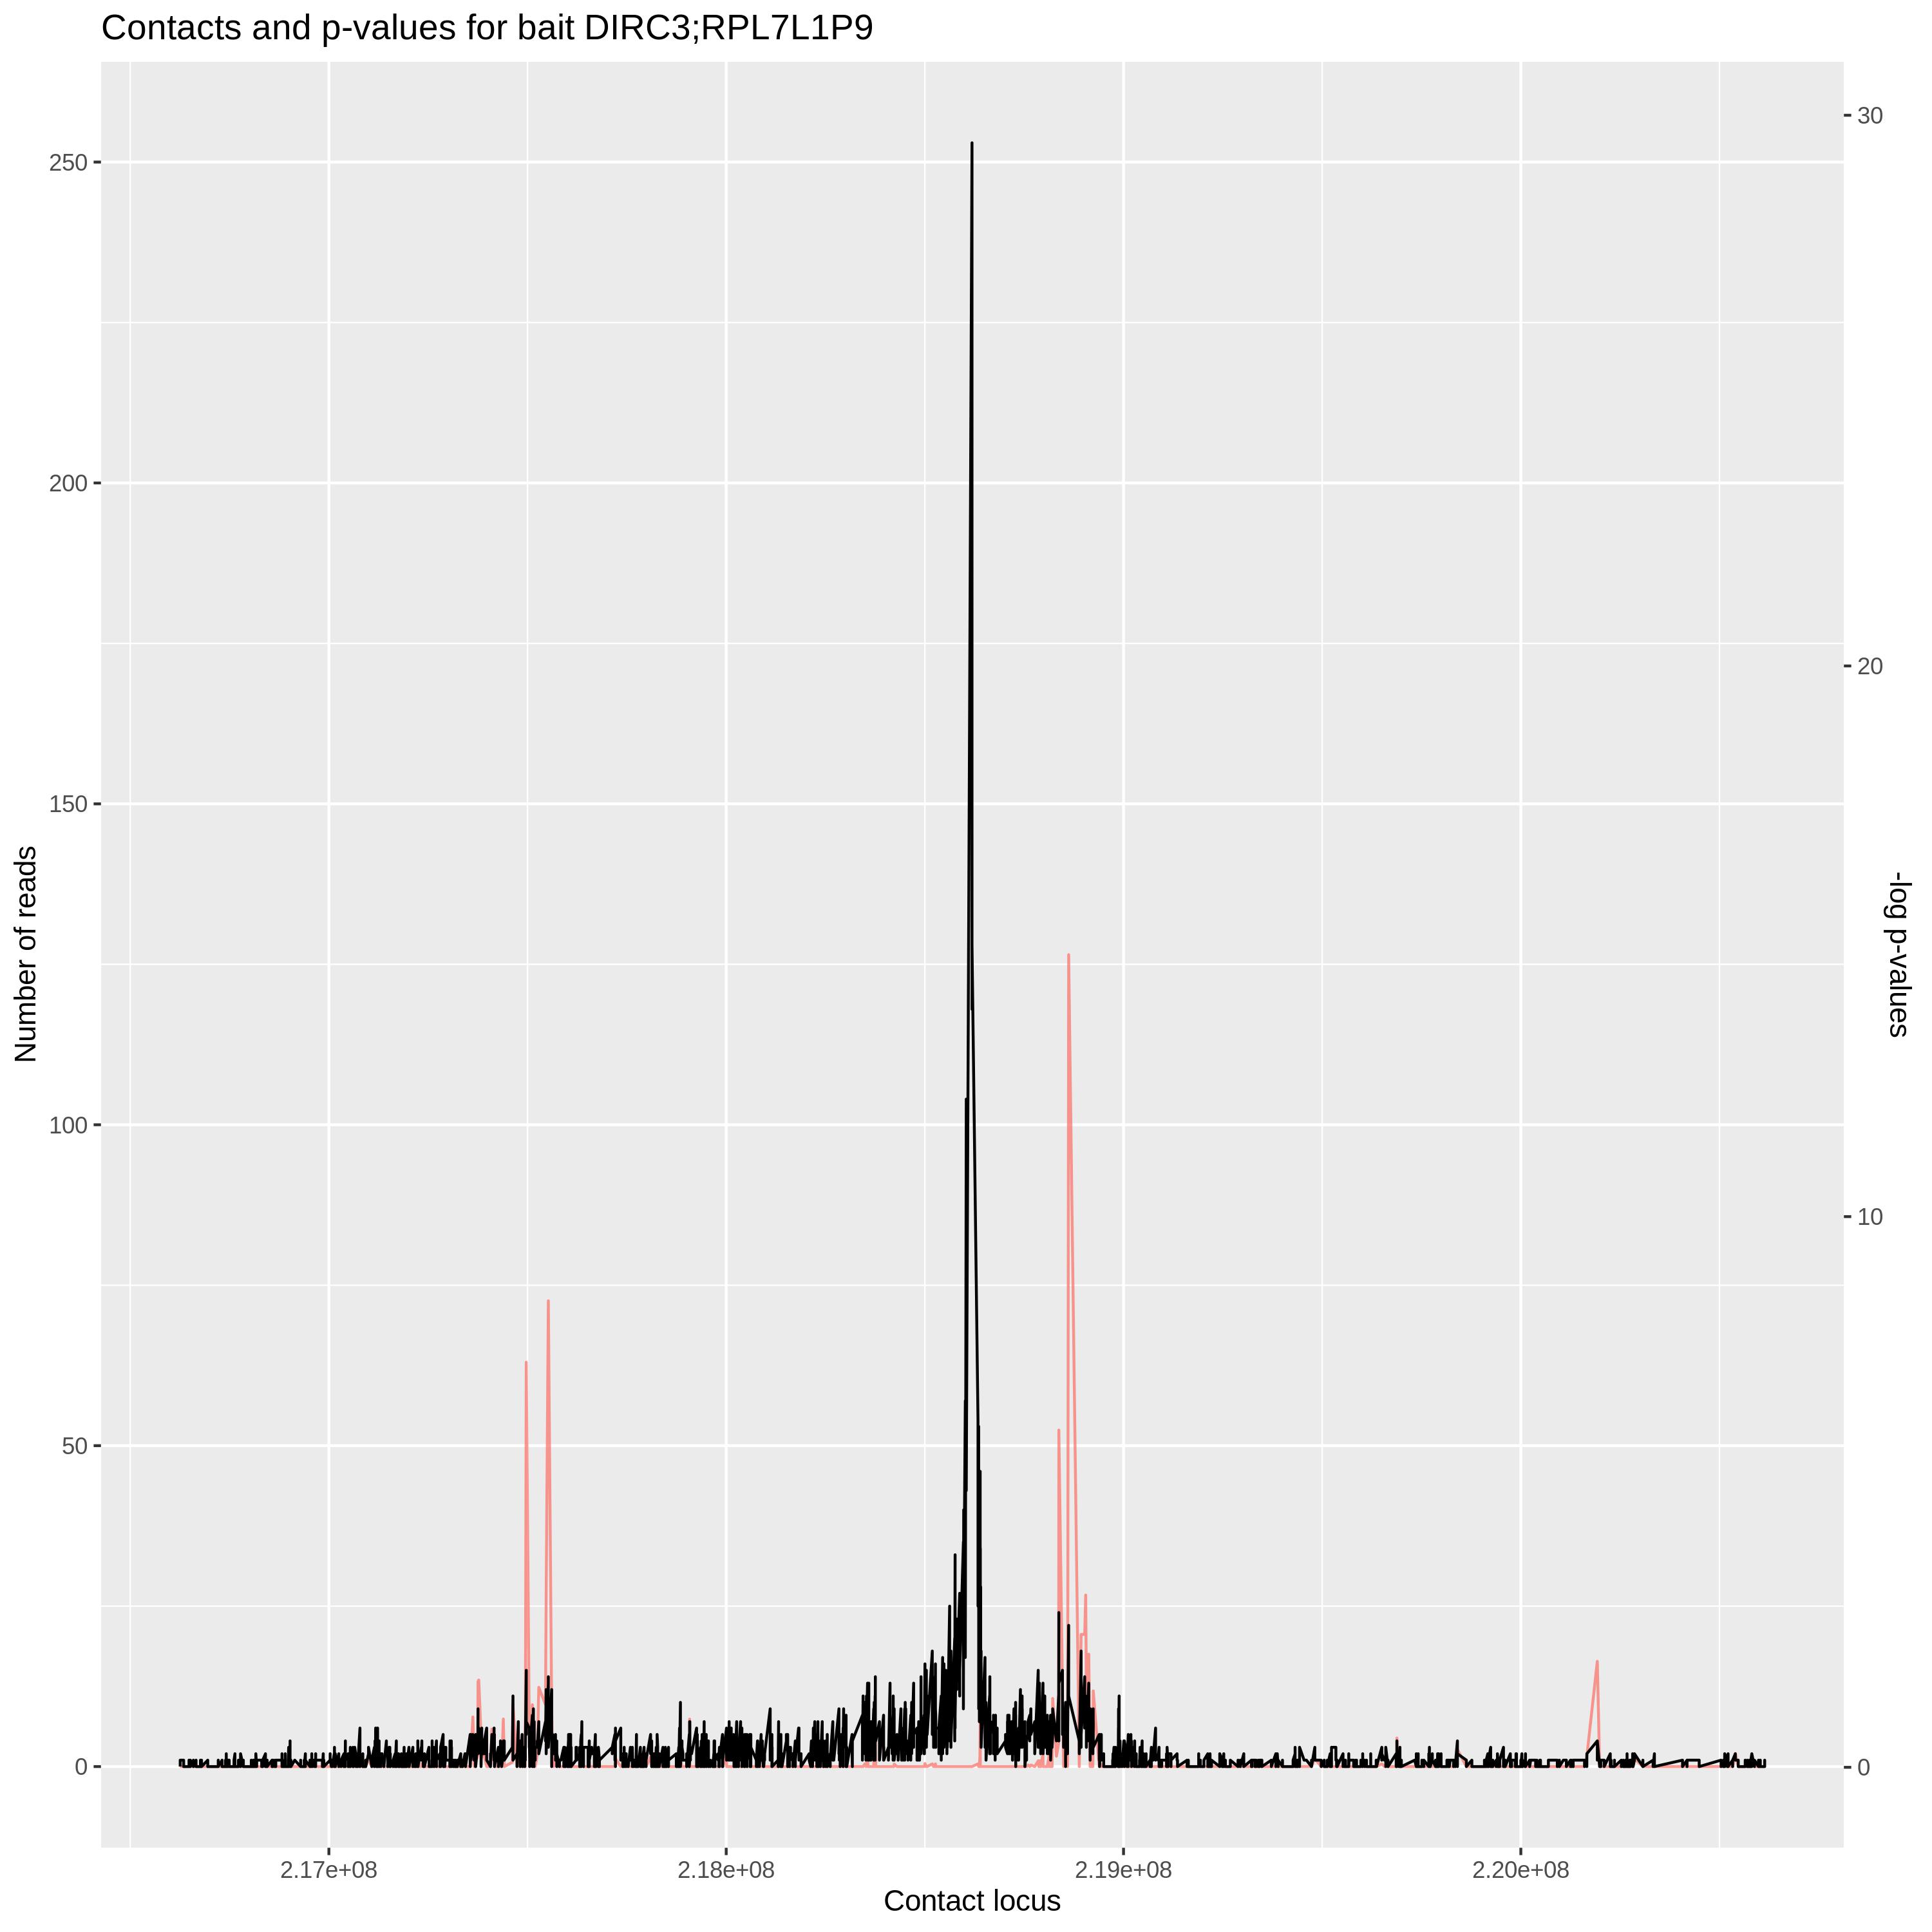 Contacts and p-values for bait DIRC3;RPL7L1P9
250
200
150
100
50
0
Number of reads
30
20
10
0
-log p-values
2.17e+08 2.18e+08 2.19e+08 2.20e+08
Contact locus